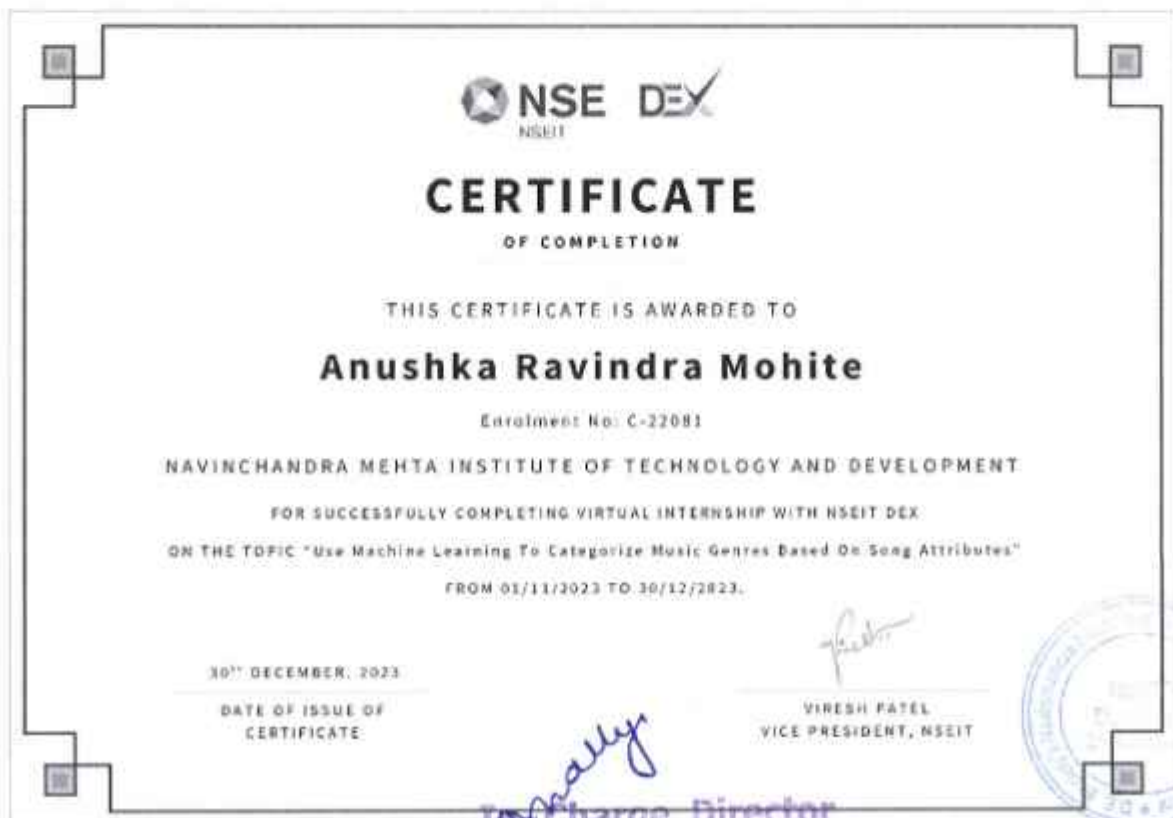 NSE DEX
NSEIT
CERTIFICATE
OF COMPLETION
THIS CERTIFICATE IS AWARDED TO
Anushka Ravindra Mohite
Enrolment No: C-22081
NAVINCHANDRA MEHTA INSTITUTE OF TECHNOLOGY AND DEVELOPMENT
FOR SUCCESSFULLY COMPLETING VIRTUAL INTERNSHIP WITH NSEIT DEX
ON THE TOPIC "Use Machine Learning To Categorize Music Genres Based On Song Attributes"
FROM 01/11/2023 TO 30/12/2023.
30TH DECEMBER, 2023
DATE OF ISSUE OF
CERTIFICATE
VIRESH PATEL
VICE PRESIDENT, NSEIT
Charge Director